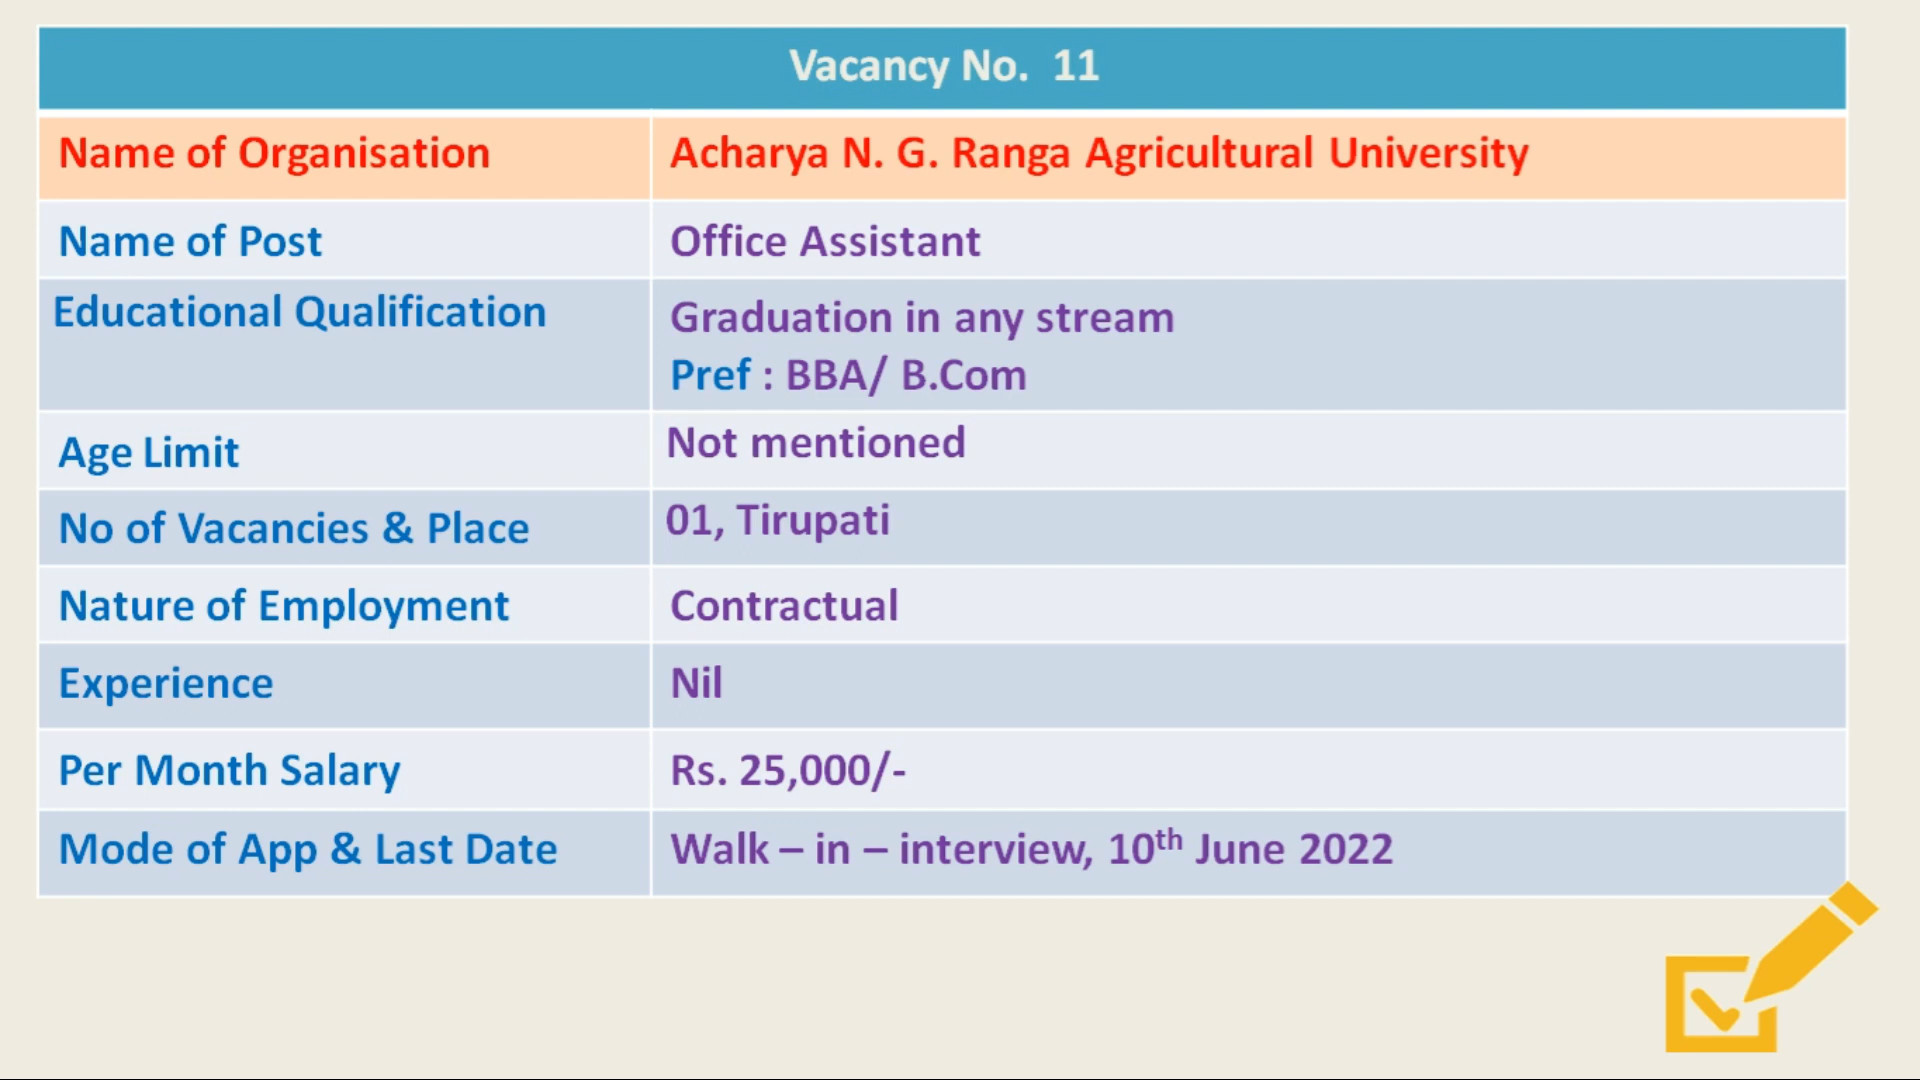 Vacancy No. 11
Name of Organisation
Acharya N. G. Ranga Agricultural University
Name of Post
Office Assistant
Educational Qualification
Graduation in any stream
Pref : BBA/ B.Com
Age Limit
Not mentioned
No of Vacancies & Place
01, Tirupati
Nature of Employment
Contractual
Experience
Nil
Per Month Salary
Rs. 25,000/-
Mode of App & Last Date
Walk – in – interview, 10th June 2022